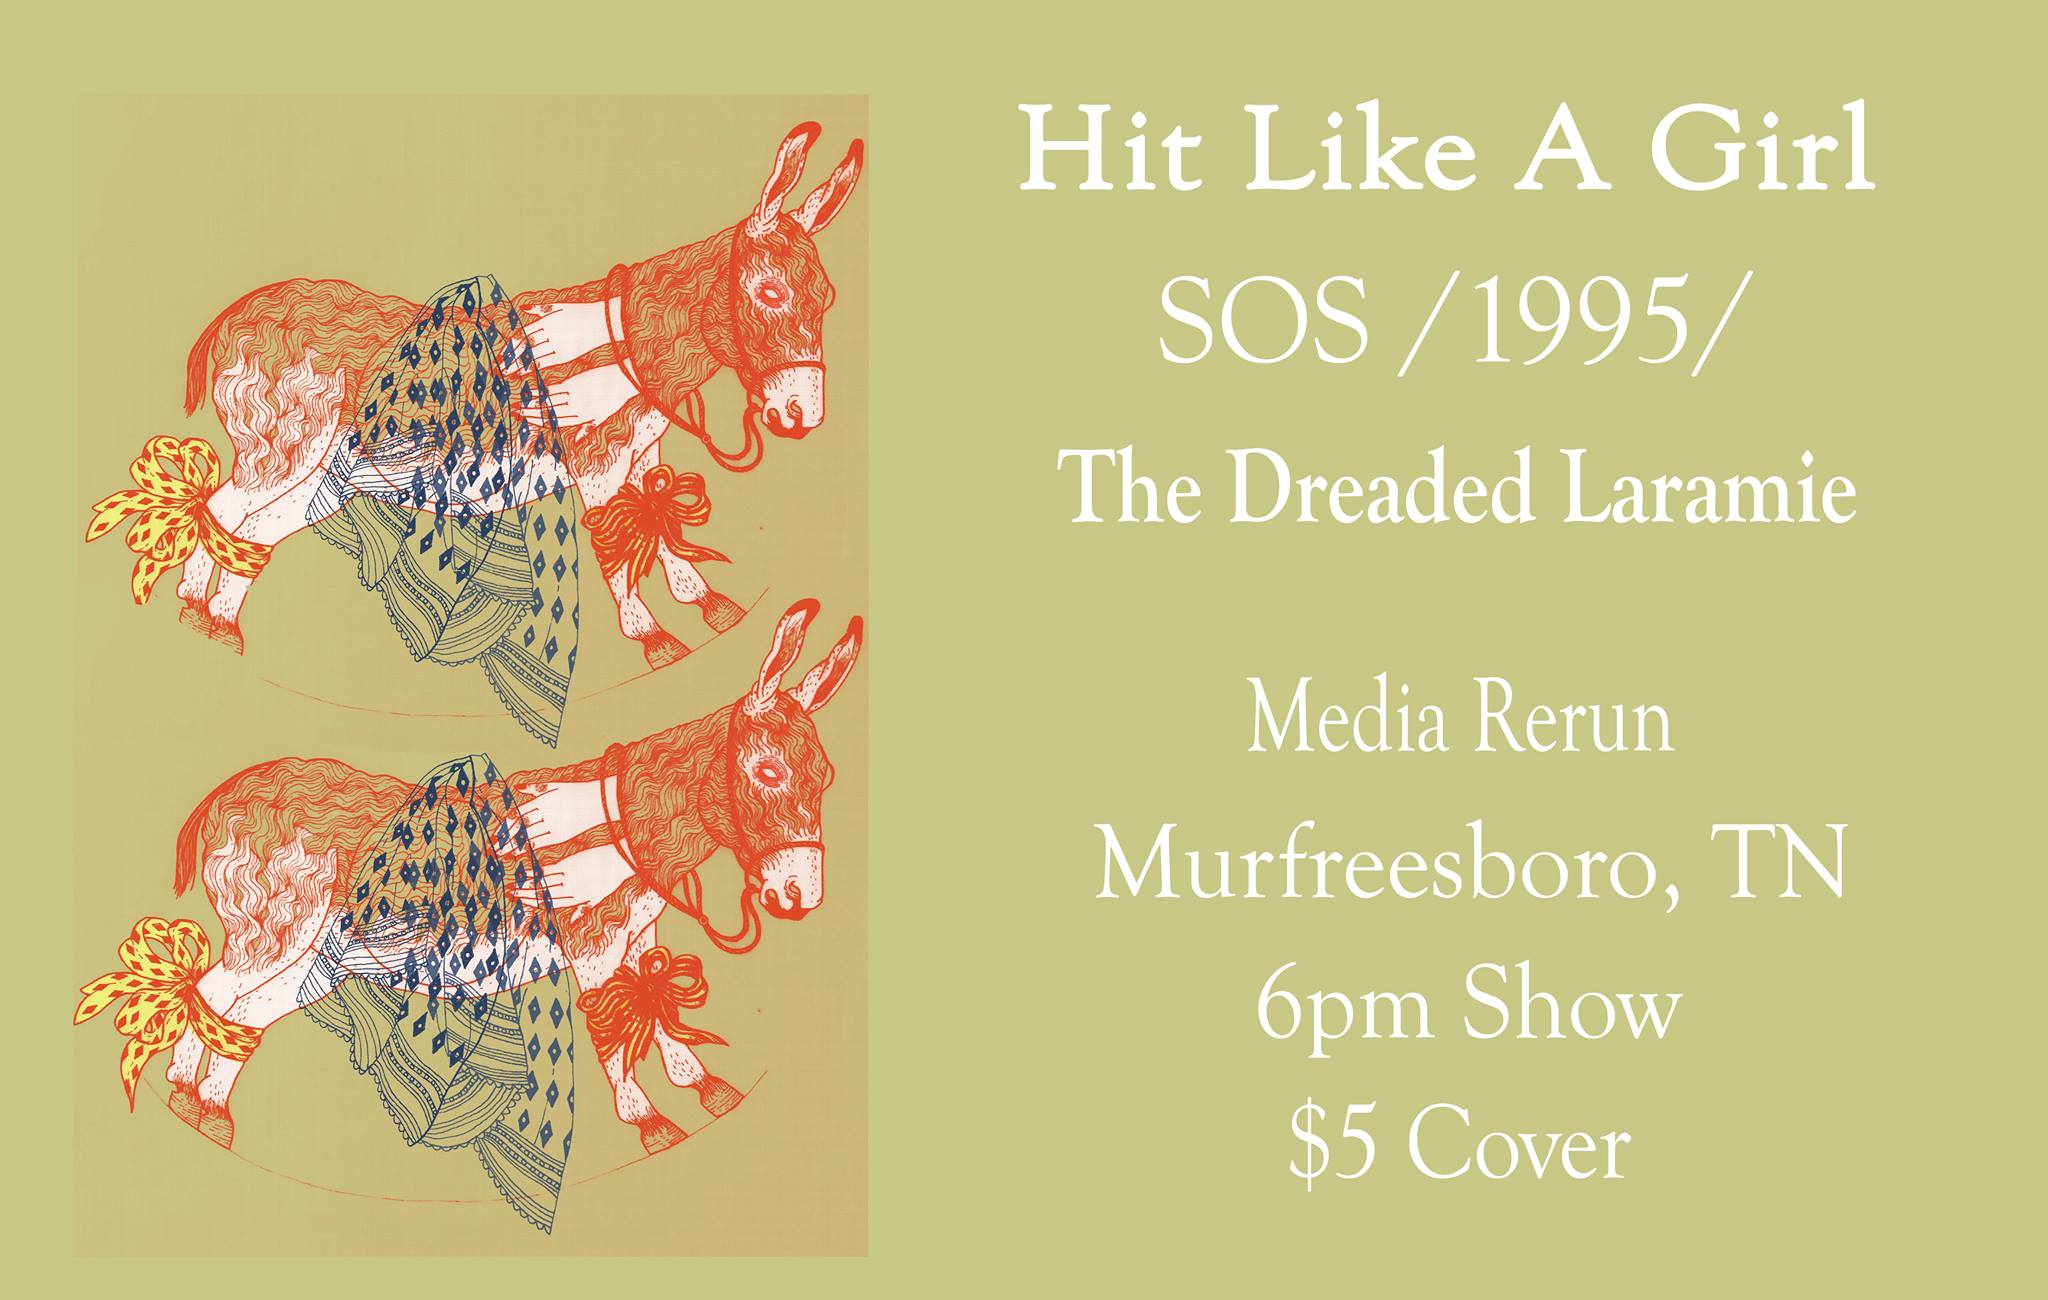 Hit Like A Girl
SOS /1995/
The Dreaded Laramie
Media Rerun
Murfreesboro, TN
6pm Show
$5 Cover